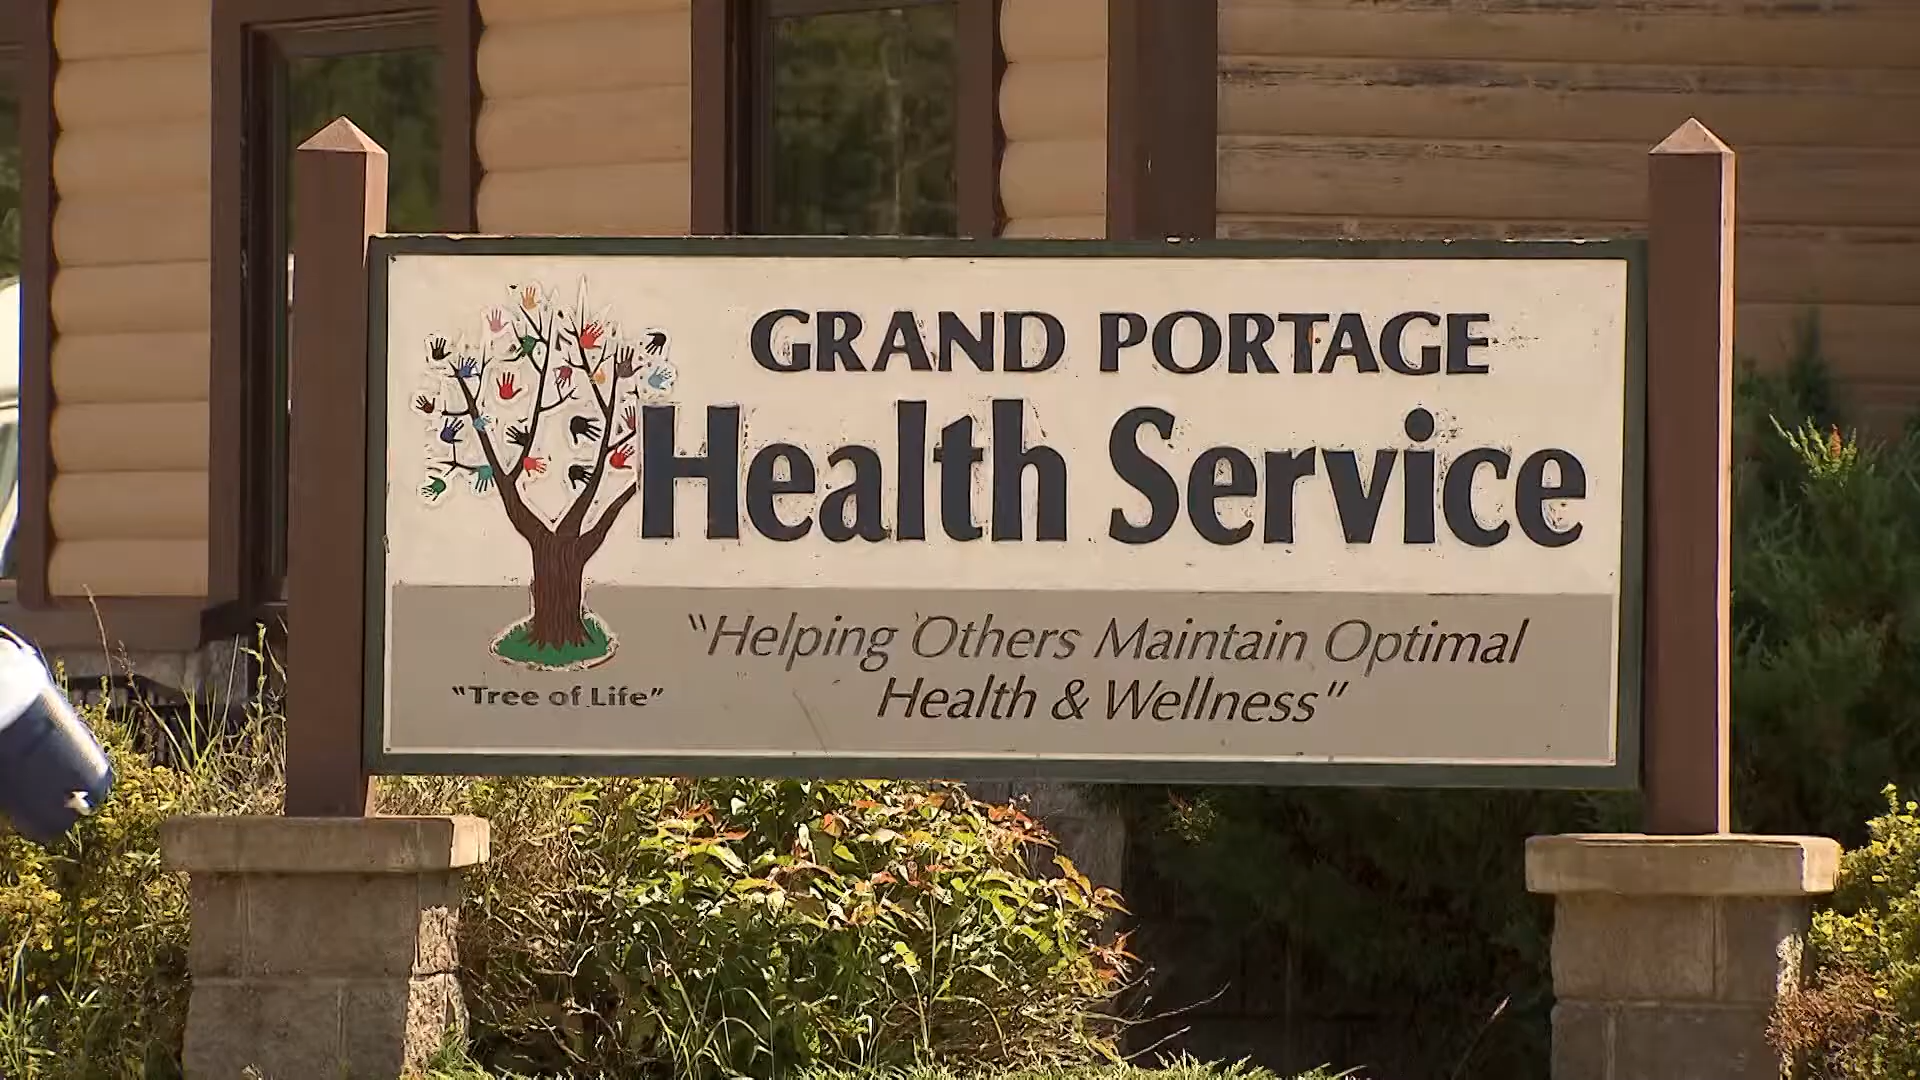 GRAND PORTAGE
Health Service
"Helping Others Maintain Optimal
Health & Wellness"
"Tree of Life"